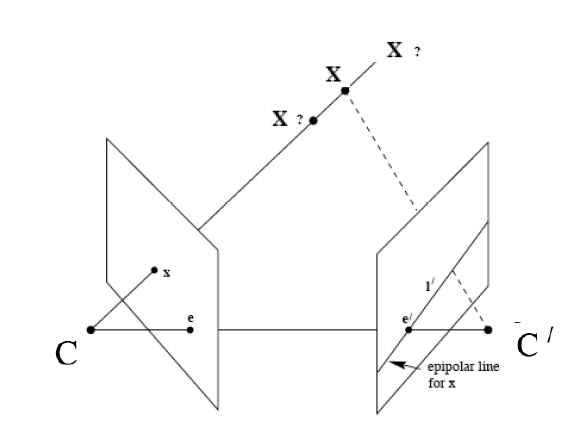 X ?
X
X ?
x
e
l /
e /
C
C /
epipolar line
for x